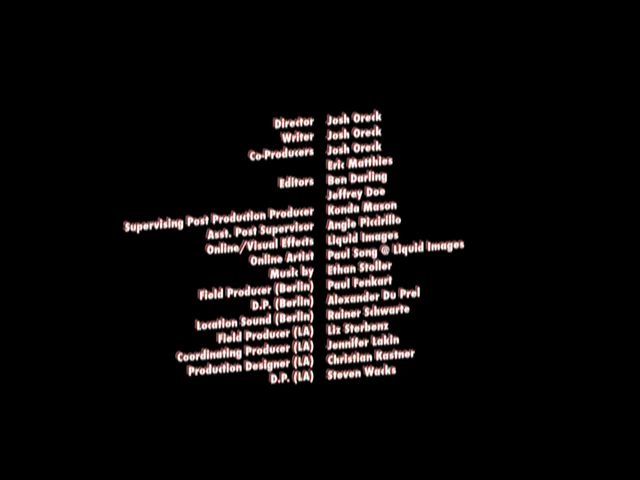 Director Josh Oreck
Writer Josh Oreck
Co-Producers Josh Oreck
Eric Matthies
Editors Ben Darling
Jeffrey Doe
Supervising Post Production Producer Konda Mason
Asst. Post Supervisor Angie Piccirillo
Online/Visual Effects Liquid Images
Online Artist Paul Song @ Liquid Images
Music by Ethan Stoller
Field Producer (Berlin) Paul Fenkart
D.P. (Berlin) Alexander Du Prel
Location Sound (Berlin) Rainer Schwarte
Field Producer (LA) Liz Sterbenz
Coordinating Producer (LA) Jennifer Lakin
Production Designer (LA) Christian Kastner
D.P. (LA) Steven Wacks